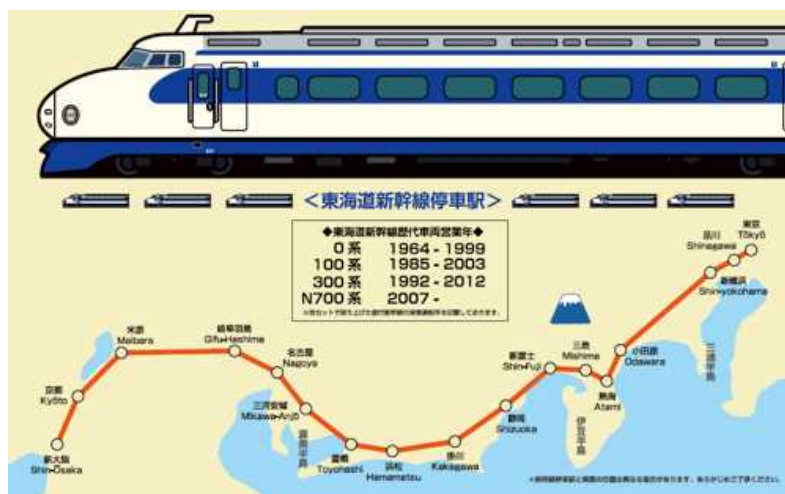 <東海道新幹線停車駅>
◆東海道新幹線歴代車両営業年◆
0系 1964 - 1999
100系 1985 - 2003
300系 1992 - 2012
N700系 2007 -
東京
Tōkyō
品川
Shinagawa
新横浜
Shin-yokohama
小田原
Odawara
熱海
Atami
三島
Mishima
新富士
Shin-Fuji
静岡
Shizuoka
掛川
Kakagawa
浜松
Hamamatsu
豊橋
Toyohashi
三河安城
Mikawa-Anjō
名古屋
Nagoya
岐阜羽島
Gifu-Hashima
米原
Maibara
京都
Kyōto
新大阪
Shin-Ōsaka
三浦半島
伊豆半島
渥美半島